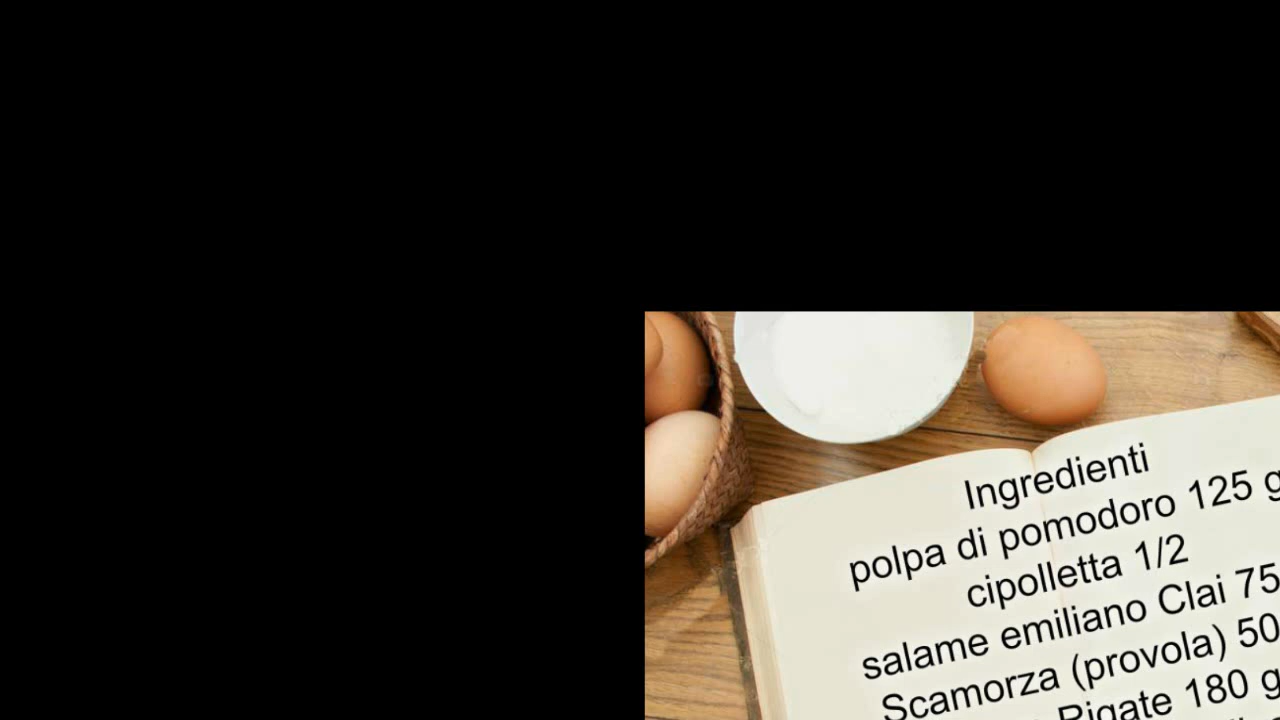 Ingredienti
polpa di pomodoro 125 g
cipolletta 1/2
salame emiliano Clai 75
Scamorza (provola) 50
Rigate 180 g